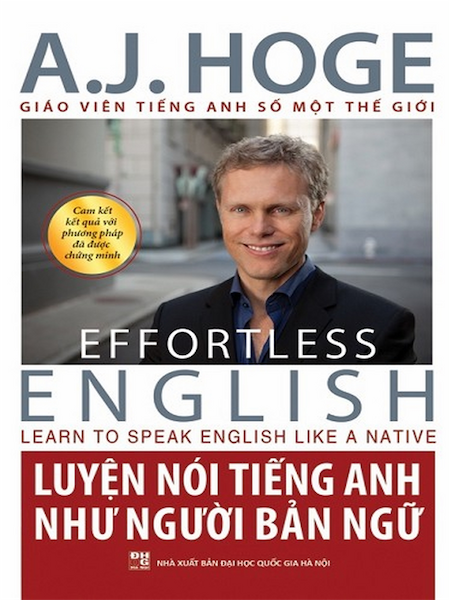 A.J. HOGE
GIÁO VIÊN TIẾNG ANH SỐ MỘT THẾ GIỚI
Cam kết
kết quả với
phương pháp
đã được
chứng minh
EFFORTLESS
ENGLISH
LEARN TO SPEAK ENGLISH LIKE A NATIVE
LUYỆN NÓI TIẾNG ANH
NHƯ NGƯỜI BẢN NGỮ
ĐH
QG
NHÀ XUẤT BẢN ĐẠI HỌC QUỐC GIA HÀ NỘI